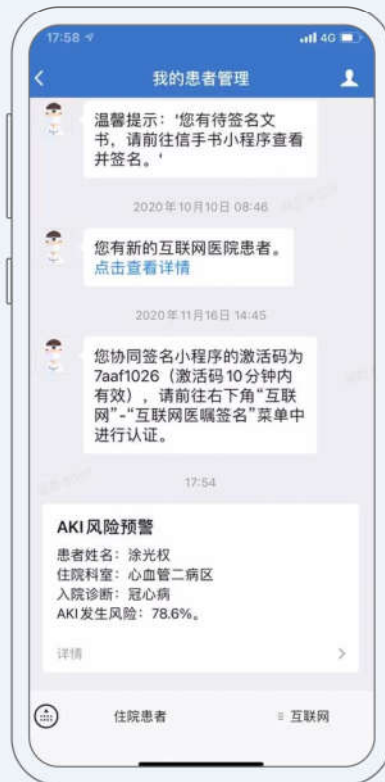 17:58
4G
我的患者管理
温馨提示：'您有待签名文
书，请前往信手书小程序查看
并签名。'
2020年10月10日 08:46
您有新的互联网医院患者。
点击查看详情
2020年11月16日 14:45
您协同签名小程序的激活码为
7aaf1026（激活码10分钟内
有效），请前往右下角“互联
网”-“互联网医嘱签名”菜单中
进行认证。
17:54
AKI风险预警
患者姓名：涂光权
住院科室：心血管二病区
入院诊断：冠心病
AKI发生风险：78.6%。
详情
住院患者
互联网